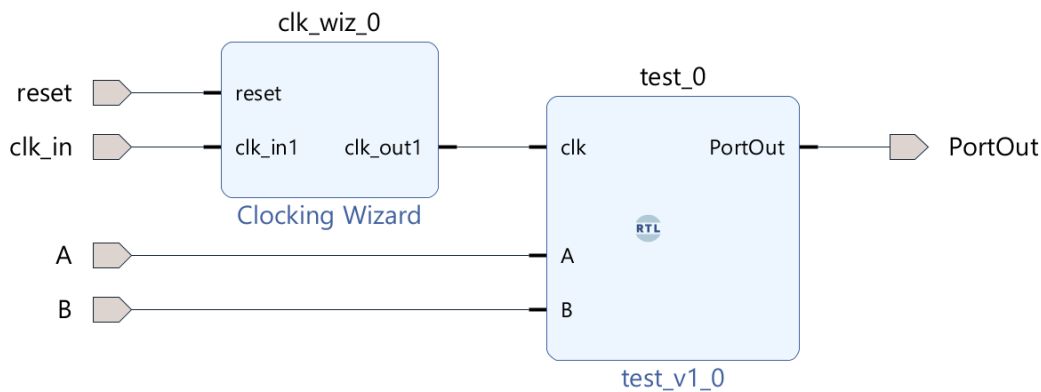 clk_wiz_0
reset
clk_in
reset
clk_in1
clk_out1
Clocking Wizard
test_0
clk
PortOut
RTL
A
B
A
B
test_v1_0
PortOut